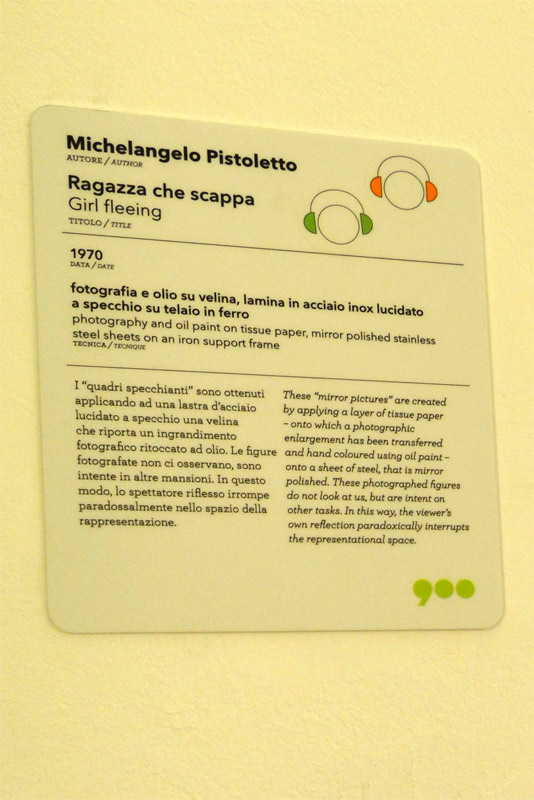 Michelangelo Pistoletto
AUTORE / AUTHOR
Ragazza che scappa
Girl fleeing
TITOLO / TITLE
1970
DATA / DATE
fotografia e olio su velina, lamina in acciaio inox lucidato
a specchio su telaio in ferro
photography and oil paint on tissue paper, mirror polished stainless
steel sheets on an iron support frame
TECNICA / TECNIQUE
I “quadri specchianti” sono ottenuti
applicando ad una lastra d’acciaio
lucidato a specchio una velina
che riporta un ingrandimento
fotografico ritoccato ad olio. Le figure
fotografate non ci osservano, sono
intente in altre mansioni. In questo
modo, lo spettatore riflesso irrompe
paradossalmente nello spazio della
rappresentazione.
These “mirror pictures” are created
by applying a layer of tissue paper
– onto which a photographic
enlargement has been transferred
and hand coloured using oil paint –
onto a sheet of steel, that is mirror
polished. These photographed figures
do not look at us, but are intent on
other tasks. In this way, the viewer’s
own reflection paradoxically interrupts
the representational space.
900